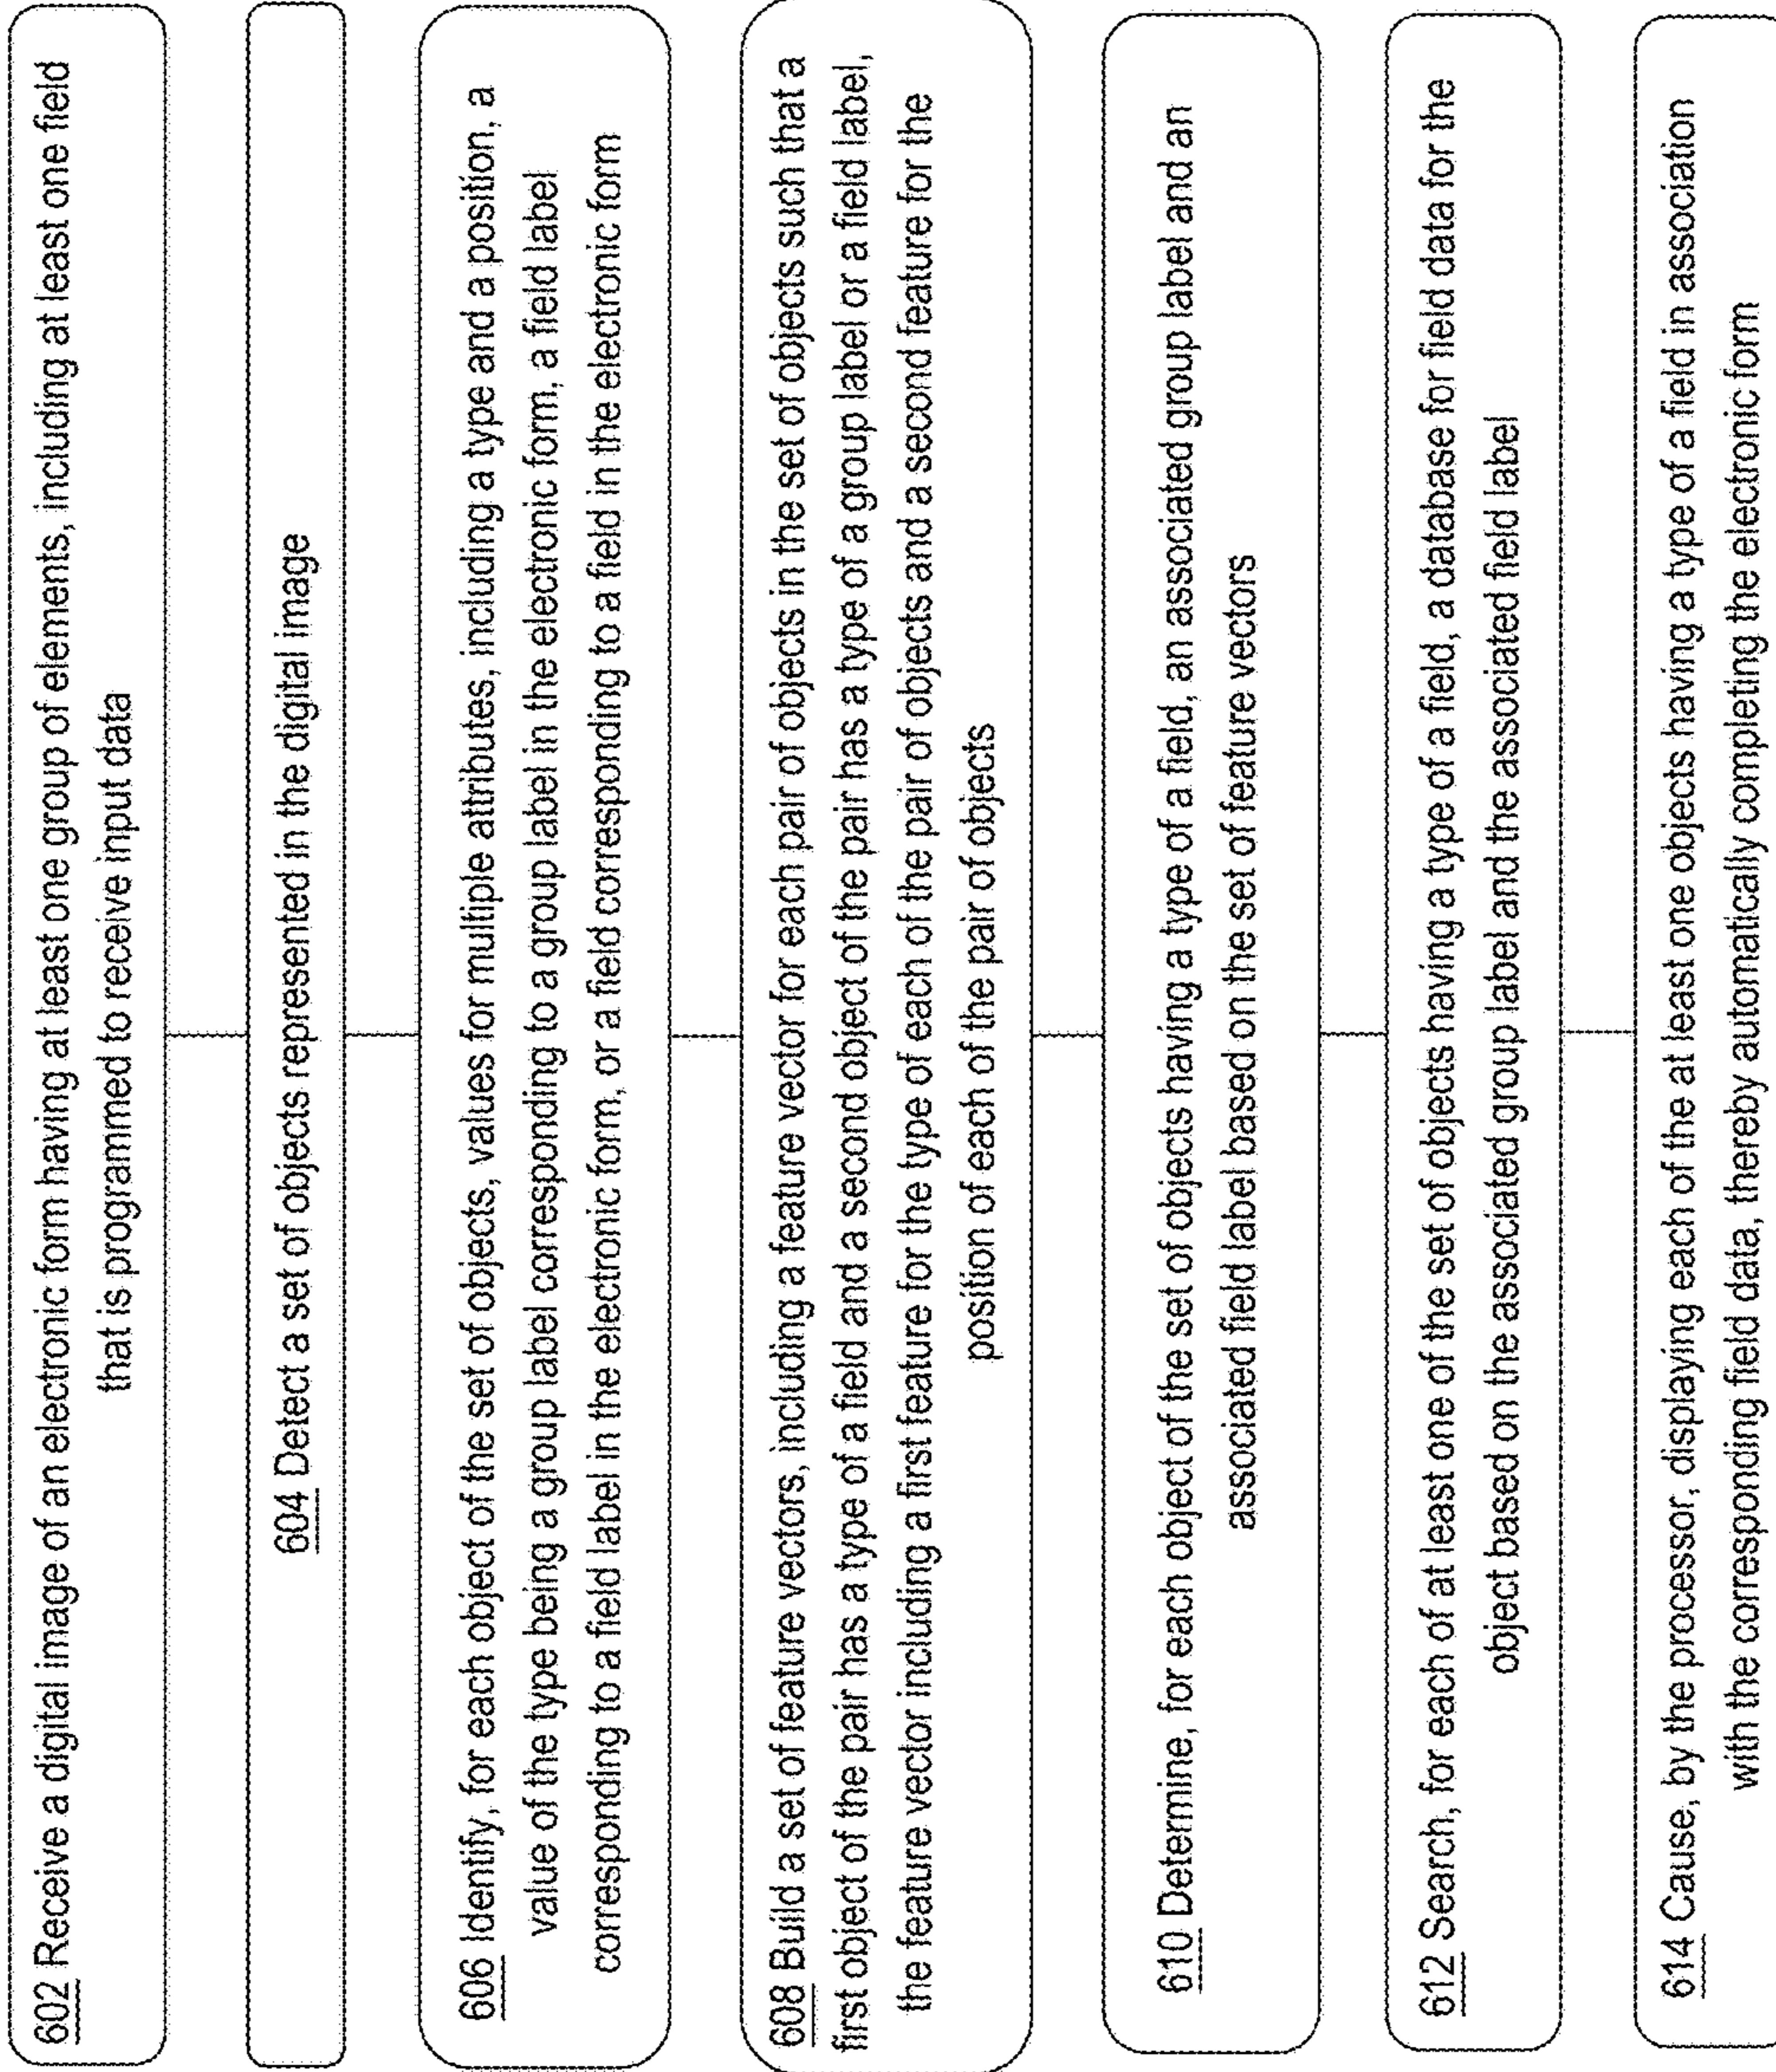 602 Receive a digital image of an electronic form having at least one group of elements, including at least one field
that is programmed to receive input data
604 Detect a set of objects represented in the digital image
606 Identify, for each object of the set of objects, values for multiple attributes, including a type and a position, a
value of the type being a group label corresponding to a group label in the electronic form, a field label
corresponding to a field label in the electronic form, or a field corresponding to a field in the electronic form
608 Build a set of feature vectors, including a feature vector for each pair of objects in the set of objects such that a
first object of the pair has a type of a field and a second object of the pair has a type of a group label or a field label,
the feature vector including a first feature for the type of each of the pair of objects and a second feature for the
position of each of the pair of objects
610 Determine, for each object of the set of objects having a type of a field, an associated group label and an
associated field label based on the set of feature vectors
612 Search, for each of at least one of the set of objects having a type of a field, a database for field data for the
object based on the associated group label and the associated field label
614 Cause, by the processor, displaying each of the at least one objects having a type of a field in association
with the corresponding field data, thereby automatically completing the electronic form